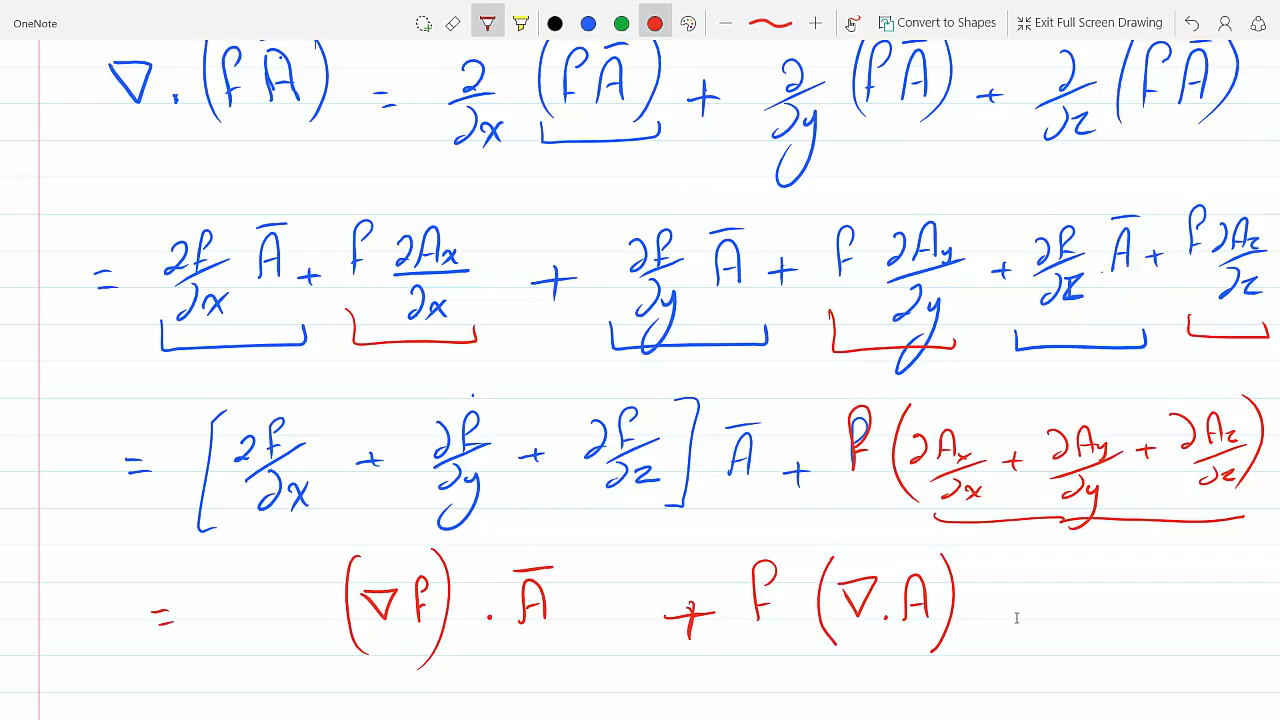 OneNote Convert to Shapes Exit Full Screen Drawing
∇ . (f A̅) = ∂/∂x (f A̅) + ∂/∂y (f A̅) + ∂/∂z (f A̅)
= ∂f/∂x A̅ + f ∂Ax/∂x + ∂f/∂y A̅ + f ∂Ay/∂y + ∂f/∂z . A̅ + f ∂Az/∂z
= [∂f/∂x + ∂f/∂y + ∂f/∂z] A̅ + f (∂Ax/∂x + ∂Ay/∂y + ∂Az/∂z)
= (∇f) . A̅ + f (∇ . A)